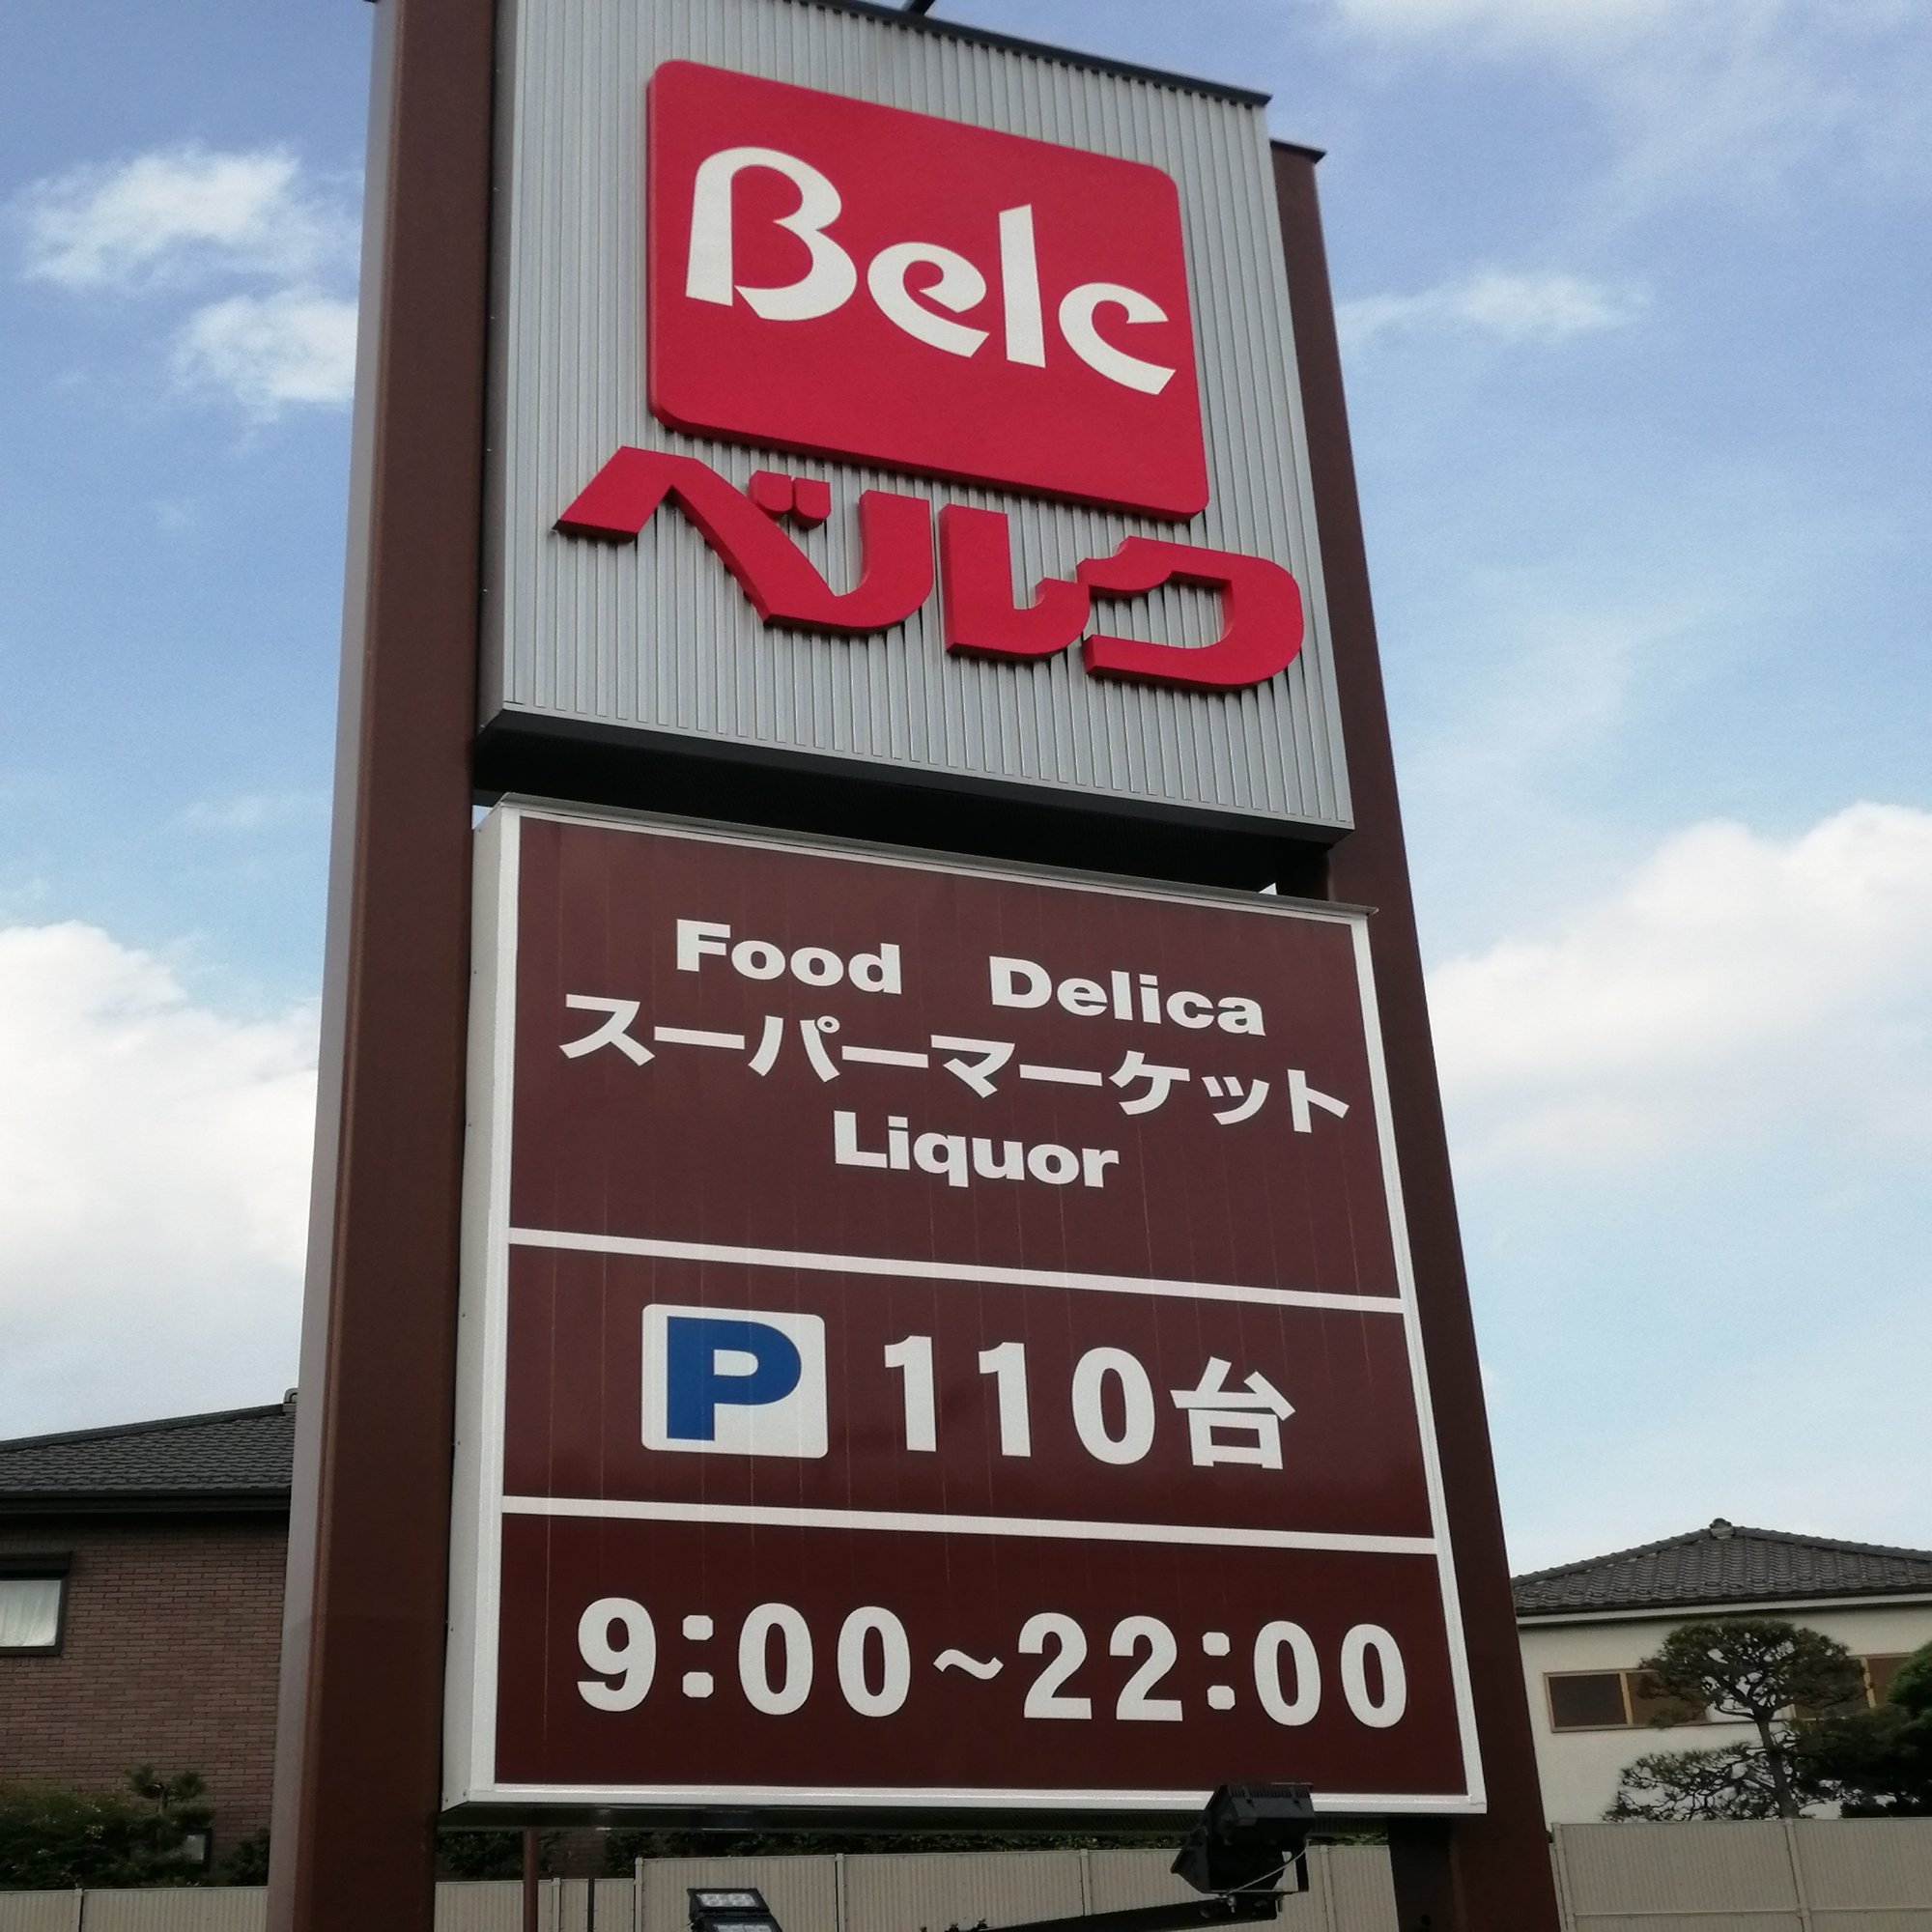 Belc
ベルク
Food Delica
スーパーマーケット
Liquor
P 110台
9:00~22:00